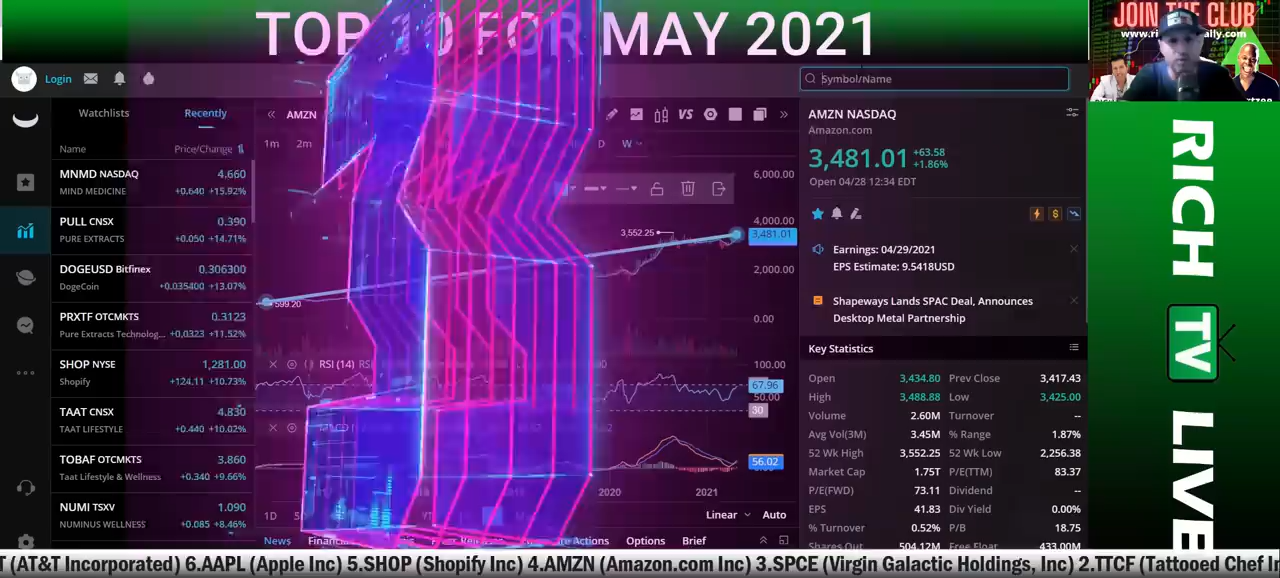 TOP 10 FOR MAY 2021
JOIN THE CLUB
Login
Symbol/Name
Watchlists
Recently
Name
Price/Change
MNMD NASDAQ
4.660
MIND MEDICINE
+0.640 +15.92%
PULL CNSX
0.390
PURE EXTRACTS
+0.050 +14.71%
DOGEUSD Bitfinex
0.306300
DogeCoin
+0.035400 +13.07%
PRXTF OTCMKTS
0.3123
Pure Extracts Technolog...
+0.0323 +11.52%
SHOP NYSE
1,281.00
Shopify
+124.11 +10.73%
TAAT CNSX
4.830
TAAT LIFESTYLE
+0.440 +10.02%
TOBAF OTCMKTS
3.860
Taat Lifestyle & Wellness
+0.340 +9.66%
NUMI TSXV
1.090
NUMINUS WELLNESS
+0.085 +8.46%
AMZN
VS
1m 2m
D W
6,000.00
4,000.00
3,552.25
3,481.01
2,000.00
599.20
0.00
RSI (14)
100.00
67.96
50.00
30
56.02
2019 2020 2021
1D
Linear
Auto
News
Options
Brief
AMZN NASDAQ
Amazon.com
3,481.01 +63.58
+1.86%
Open 04/28 12:34 EDT
Earnings: 04/29/2021
EPS Estimate: 9.5418USD
Shapeways Lands SPAC Deal, Announces
Desktop Metal Partnership
Key Statistics
Open 3,434.80 Prev Close 3,417.43
High 3,488.88 Low 3,425.00
Volume 2.60M Turnover --
Avg Vol(3M) 3.45M % Range 1.87%
52 Wk High 3,552.25 52 Wk Low 2,256.38
Market Cap 1.75T P/E(TTM) 83.37
P/E(FWD) 73.11 Dividend --
EPS 41.83 Div Yield 0.00%
% Turnover 0.52% P/B 18.75
Shares Out 504.12M Free Float 433.00M
RICH
TV
LIVE
T (AT&T Incorporated) 6.AAPL (Apple Inc) 5.SHOP (Shopify Inc) 4.AMZN (Amazon.com Inc) 3.SPCE (Virgin Galactic Holdings, Inc) 2.TTCF (Tattooed Chef I